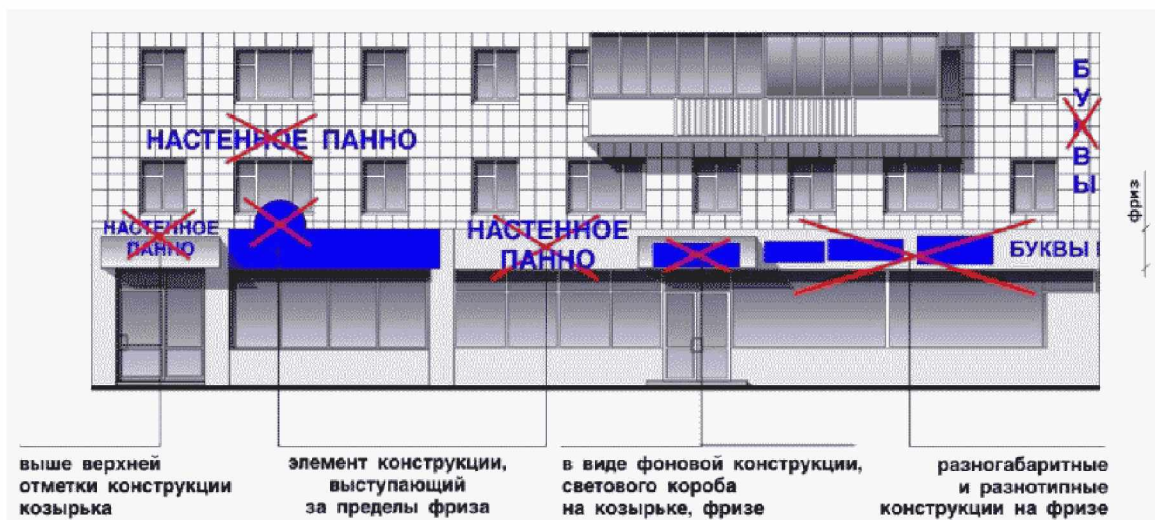 Б
У
К
В
Ы
НАСТЕННОЕ ПАННО
фриз
НАСТЕННОЕ
ПАННО
НАСТЕННОЕ
ПАННО
БУКВЫ
выше верхней
отметки конструкции
козырька
элемент конструкции,
выступающий
за пределы фриза
в виде фоновой конструкции,
светового короба
на козырьке, фризе
разногабаритные
и разнотипные
конструкции на фризе